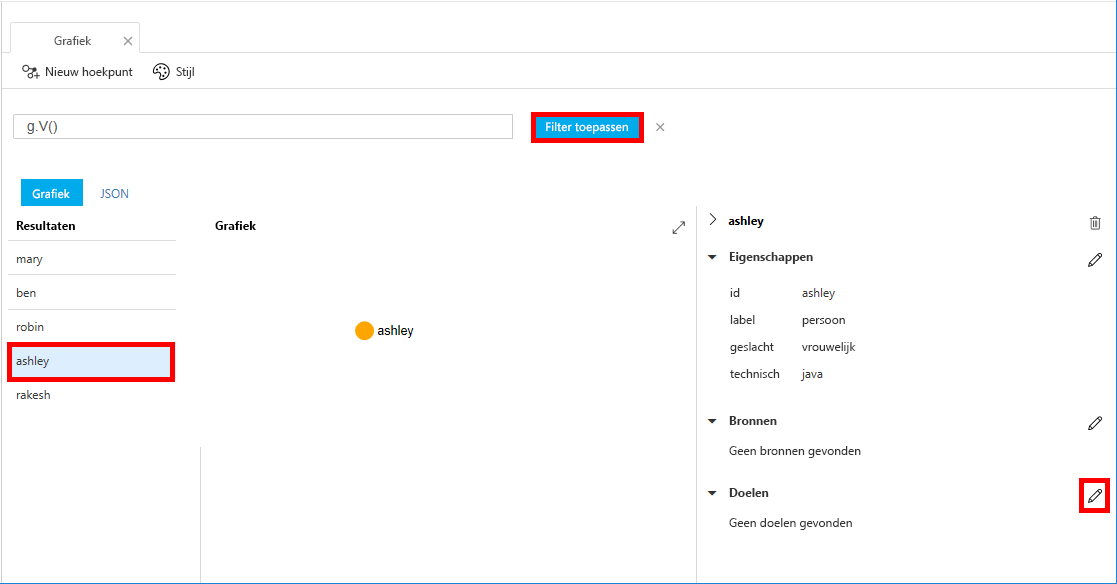 Grafiek
Nieuw hoekpunt Stijl
g.V() Filter toepassen
Grafiek JSON
Resultaten
mary
ben
robin
ashley
rakesh
Grafiek
ashley
ashley
Eigenschappen
id ashley
label persoon
geslacht vrouwelijk
technisch java
Bronnen
Geen bronnen gevonden
Doelen
Geen doelen gevonden